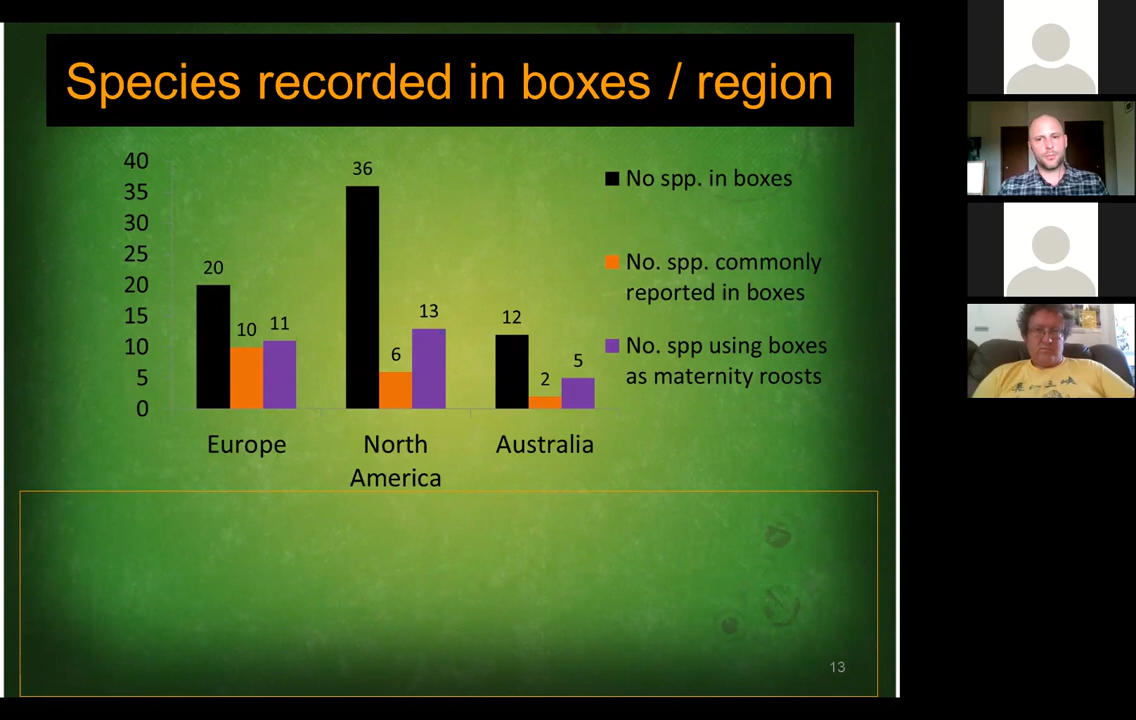 Species recorded in boxes / region
40
35
30
25
20
15
10
5
0
20
10
11
36
6
13
12
2
5
Europe
North
America
Australia
No spp. in boxes
No. spp. commonly
reported in boxes
No. spp using boxes
as maternity roosts
13